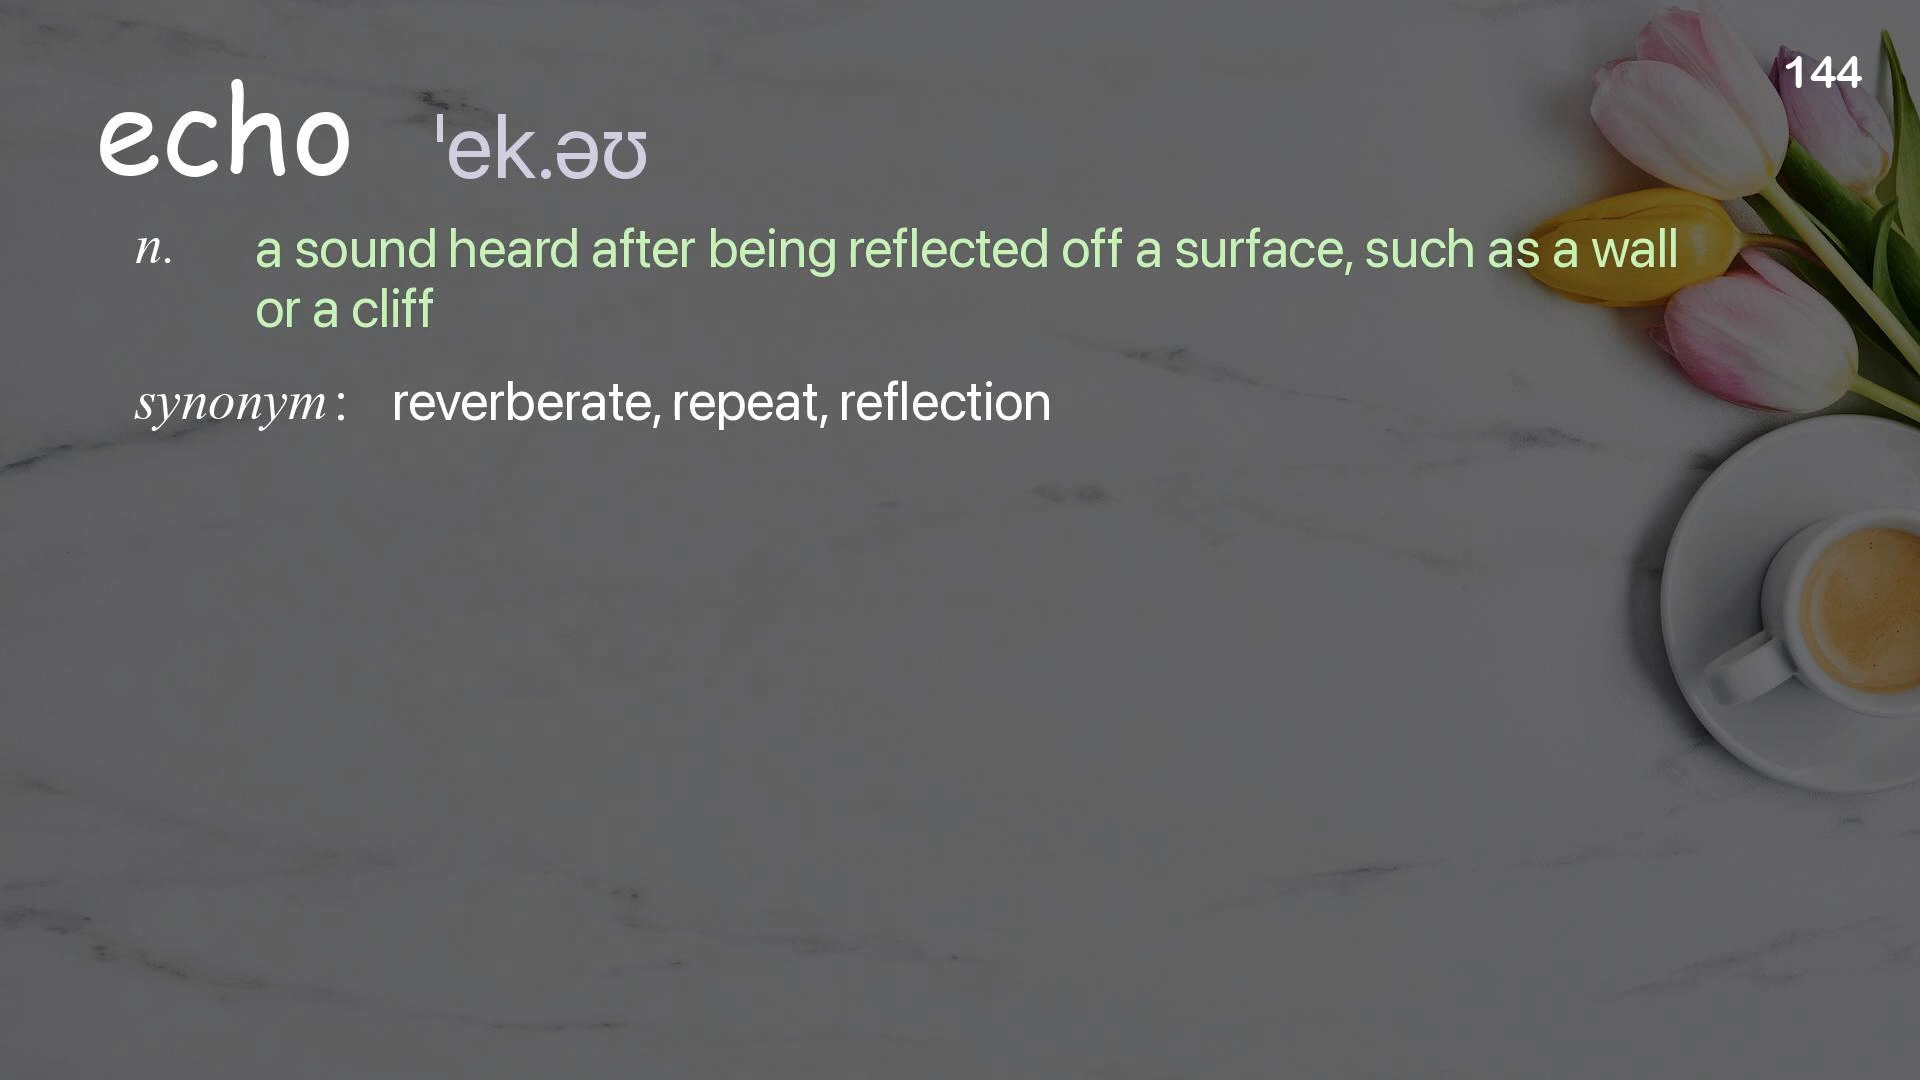 144
echo ˈek.əʊ
n. a sound heard after being reflected off a surface, such as a wall
or a cliff
synonym: reverberate, repeat, reflection